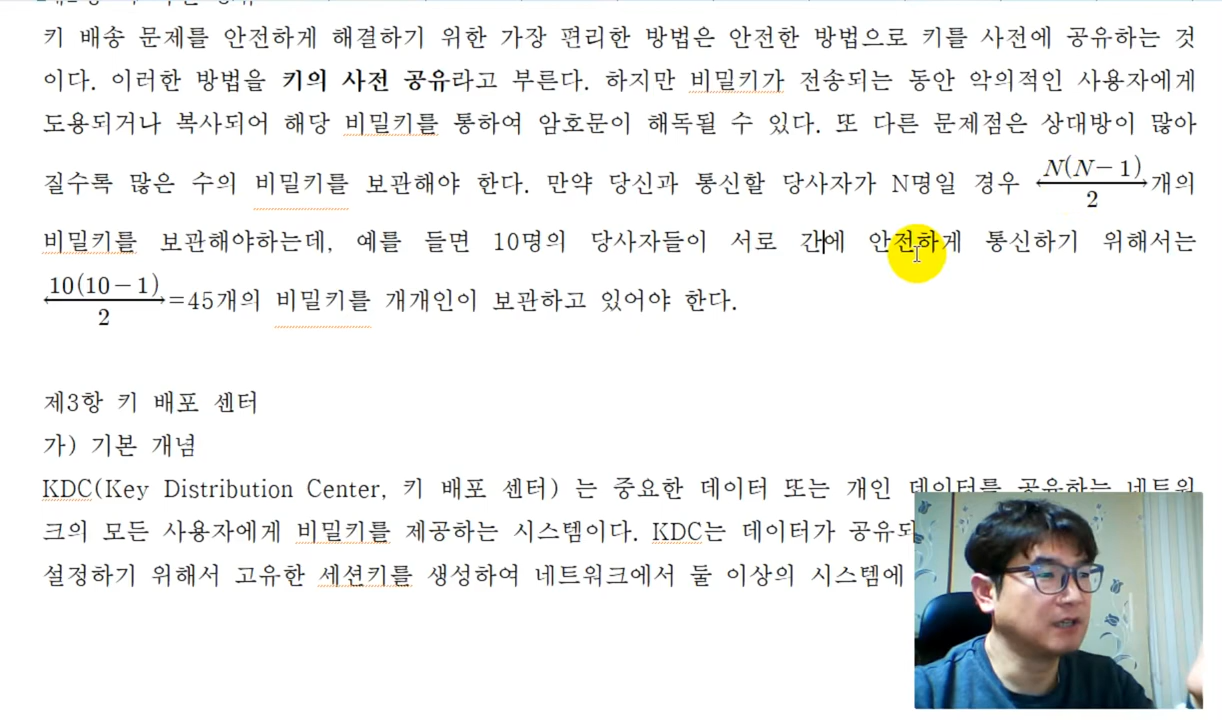 키 배송 문제를 안전하게 해결하기 위한 가장 편리한 방법은 안전한 방법으로 키를 사전에 공유하는 것
이다. 이러한 방법을 키의 사전 공유라고 부른다. 하지만 비밀키가 전송되는 동안 악의적인 사용자에게
도용되거나 복사되어 해당 비밀키를 통하여 암호문이 해독될 수 있다. 또 다른 문제점은 상대방이 많아
질수록 많은 수의 비밀키를 보관해야 한다. 만약 당신과 통신할 당사자가 N명일 경우 N(N-1)/2개의
비밀키를 보관해야하는데, 예를 들면 10명의 당사자들이 서로 간에 안전하게 통신하기 위해서는
10(10-1)/2=45개의 비밀키를 개개인이 보관하고 있어야 한다.
제3항 키 배포 센터
가) 기본 개념
KDC(Key Distribution Center, 키 배포 센터) 는 중요한 데이터 또는 개인 데이터를 공유하는 네트워
크의 모든 사용자에게 비밀키를 제공하는 시스템이다. KDC는 데이터가 공유되
설정하기 위해서 고유한 세션키를 생성하여 네트워크에서 둘 이상의 시스템에